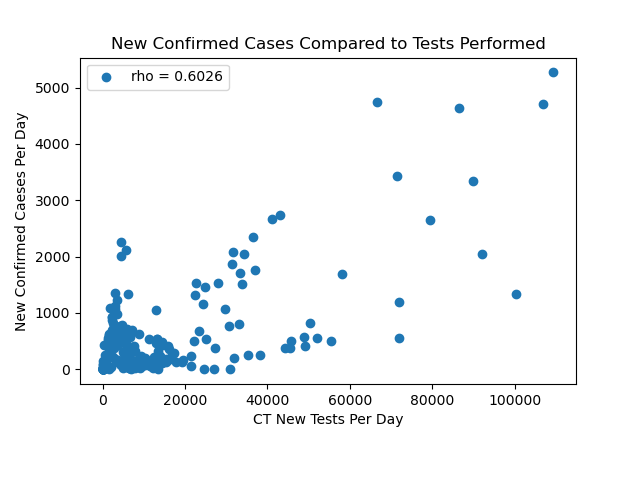 New Confirmed Cases Compared to Tests Performed
rho = 0.6026
5000
4000
3000
2000
1000
0
New Confirmed Caeses Per Day
0 20000 40000 60000 80000 100000
CT New Tests Per Day